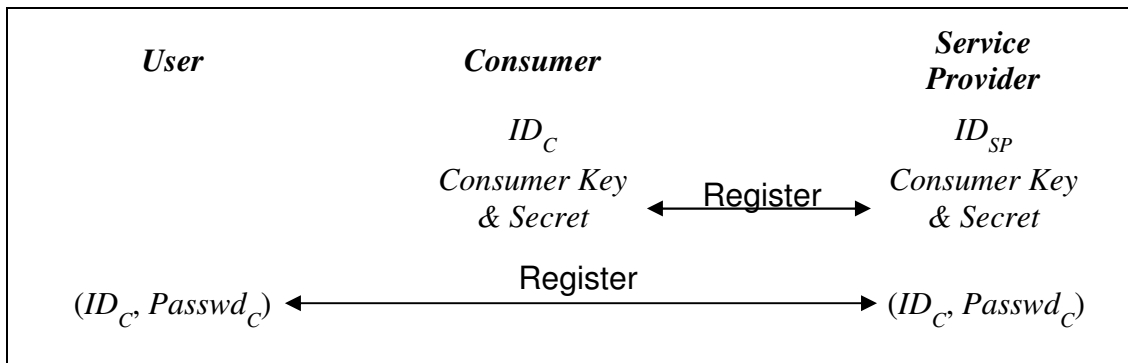 User Consumer Service Provider
ID_C ID_SP
Consumer Key & Secret Register Consumer Key & Secret
Register
(ID_C, Passwd_C) (ID_C, Passwd_C)